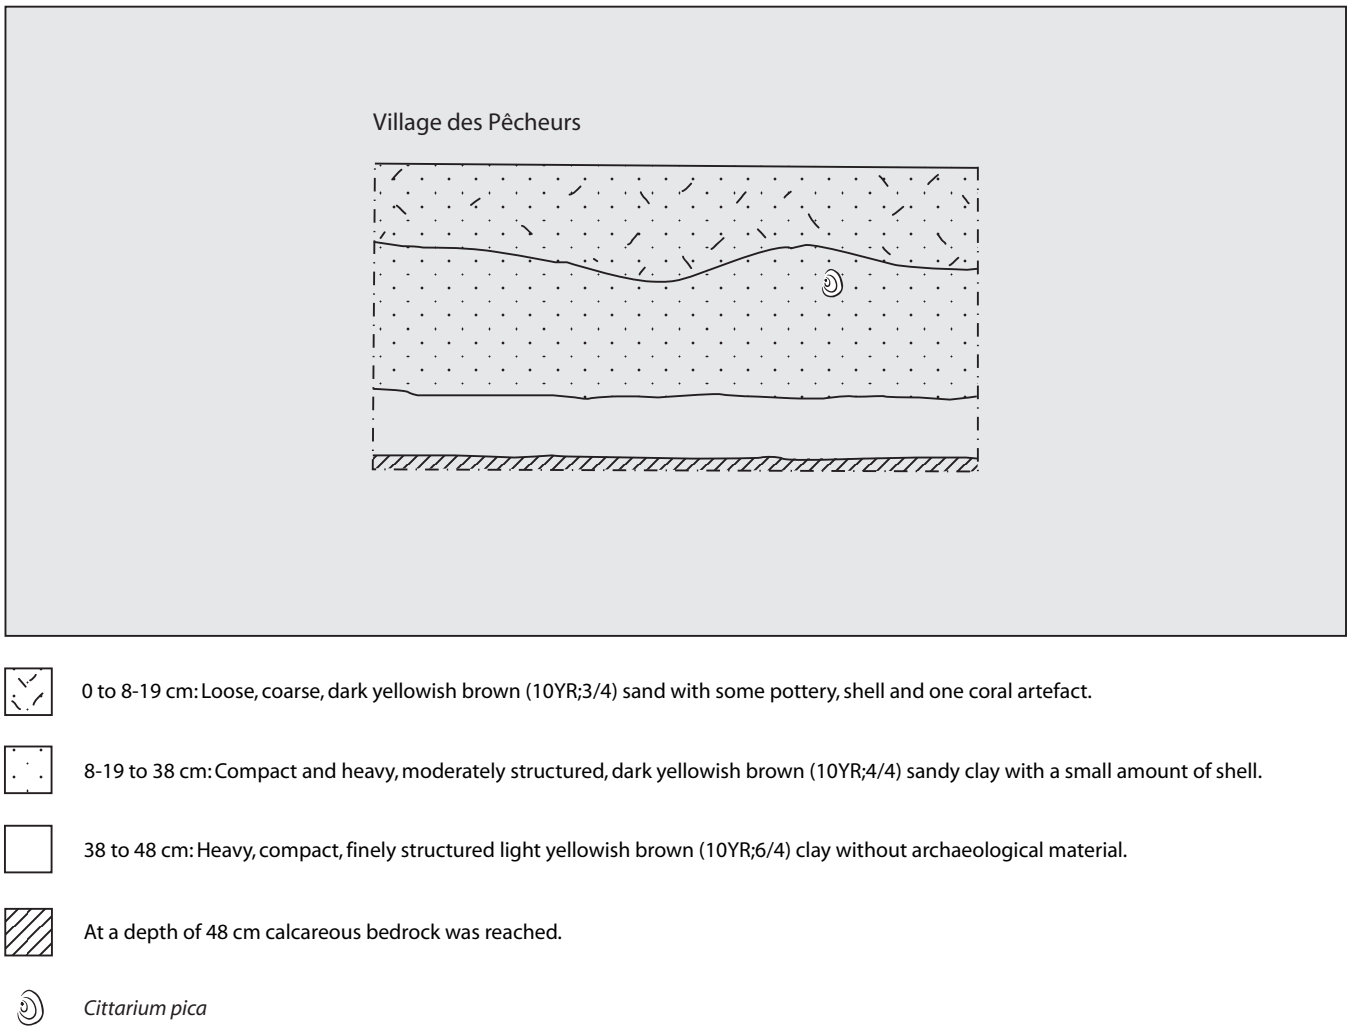 Village des Pêcheurs
0 to 8-19 cm: Loose, coarse, dark yellowish brown (10YR;3/4) sand with some pottery, shell and one coral artefact.
8-19 to 38 cm: Compact and heavy, moderately structured, dark yellowish brown (10YR;4/4) sandy clay with a small amount of shell.
38 to 48 cm: Heavy, compact, finely structured light yellowish brown (10YR;6/4) clay without archaeological material.
At a depth of 48 cm calcareous bedrock was reached.
Cittarium pica